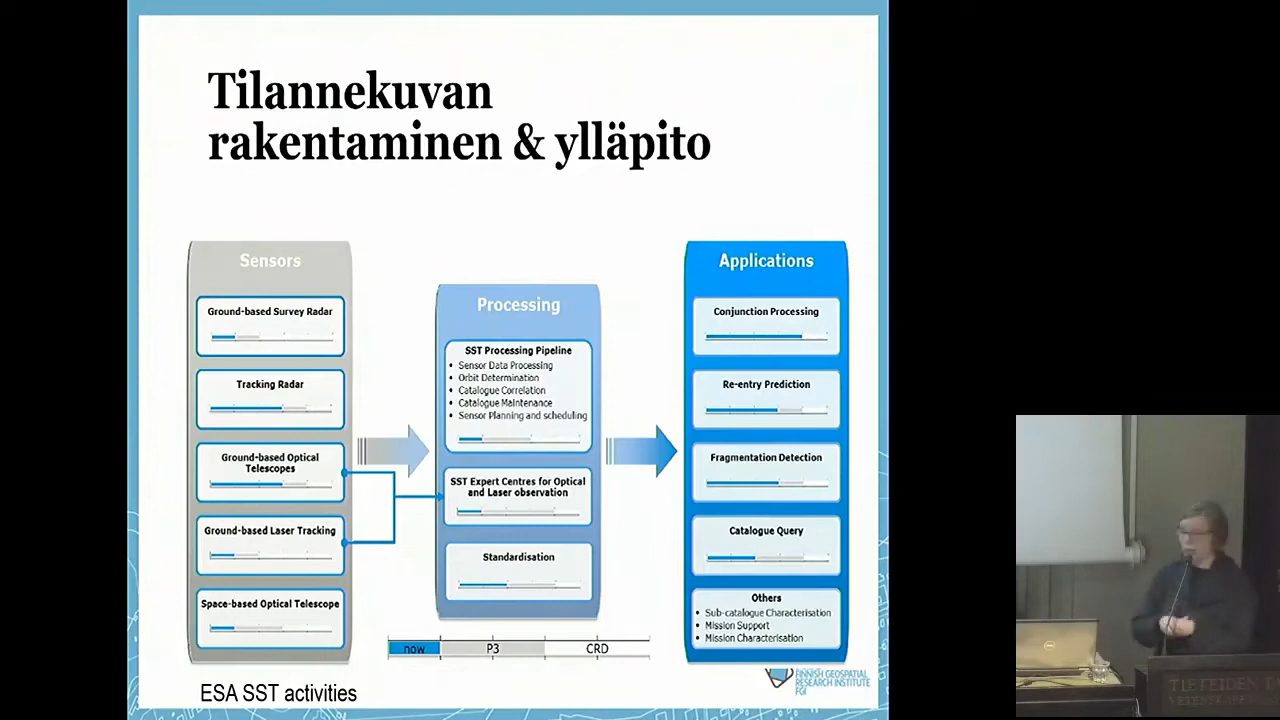 Tilannekuvan
rakentaminen & ylläpito
Sensors
Ground-based Survey Radar
Tracking Radar
Ground-based Optical
Telescopes
Ground-based Laser Tracking
Space-based Optical Telescope
Processing
SST Processing Pipeline
• Sensor Data Processing
• Orbit Determination
• Catalogue Correlation
• Catalogue Maintenance
• Sensor Planning and scheduling
SST Expert Centres for Optical
and Laser observation
Standardisation
now P3 CRD
Applications
Conjunction Processing
Re-entry Prediction
Fragmentation Detection
Catalogue Query
Others
• Sub-catalogue Characterisation
• Mission Support
• Mission Characterisation
FINNISH GEOSPATIAL
RESEARCH INSTITUTE
FGI
ESA SST activities
TIETEIDEN